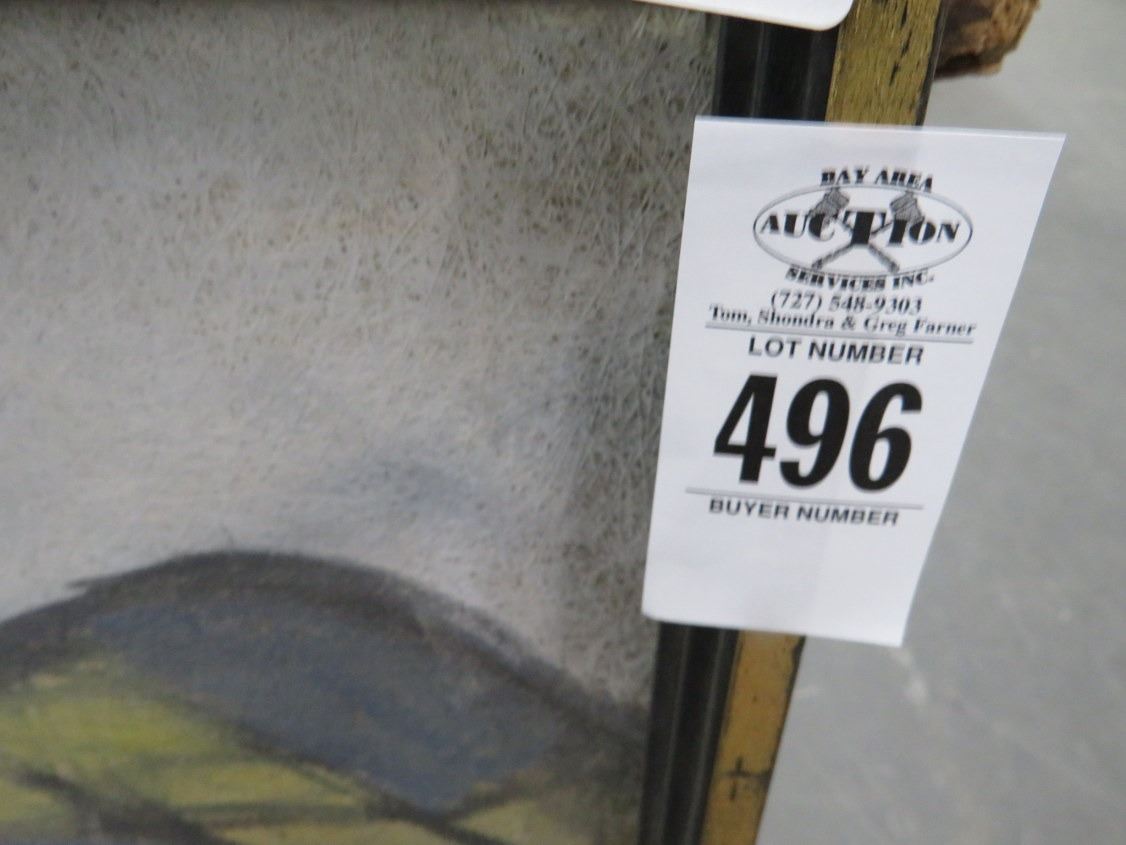 BAY AREA
AUCTION
SERVICES INC.
(727) 548-9303
Tom, Shondra & Greg Farner
LOT NUMBER
496
BUYER NUMBER